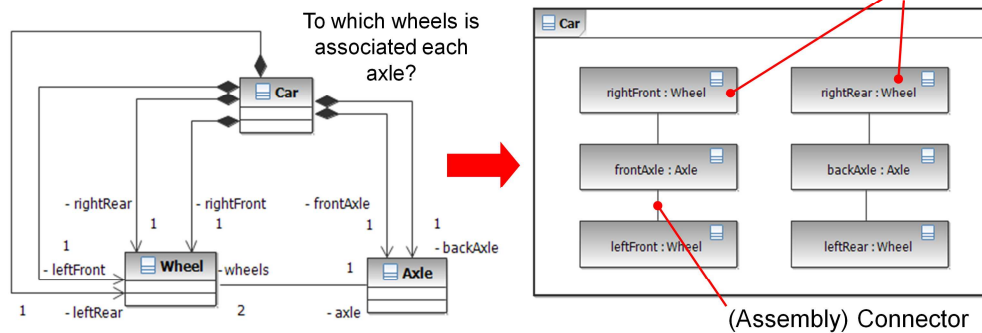 To which wheels is
associated each
axle?
Car
- rightRear
- rightFront
- frontAxle
1
1
1
1
- backAxle
1
- leftFront
Wheel
-wheels
1
Axle
1
- leftRear
2
- axle
Car
rightFront : Wheel
rightRear : Wheel
frontAxle : Axle
backAxle : Axle
leftFront : Wheel
leftRear : Wheel
(Assembly) Connector